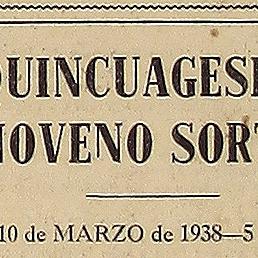 QUINCUAGESI
NOVENO SORT
10 de MARZO de 1938—5